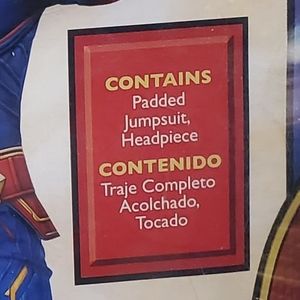 CONTAINS
Padded
Jumpsuit,
Headpiece
CONTENIDO
Traje Completo
Acolchado,
Tocado